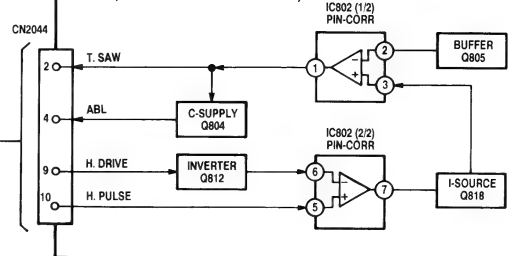 IC802 (1/2)
PIN-CORR
CN2044
2
T. SAW
1
2
3
BUFFER
Q805
4
ABL
C-SUPPLY
Q804
IC802 (2/2)
PIN-CORR
9
H. DRIVE
INVERTER
Q812
6
7
5
I-SOURCE
Q818
10
H. PULSE